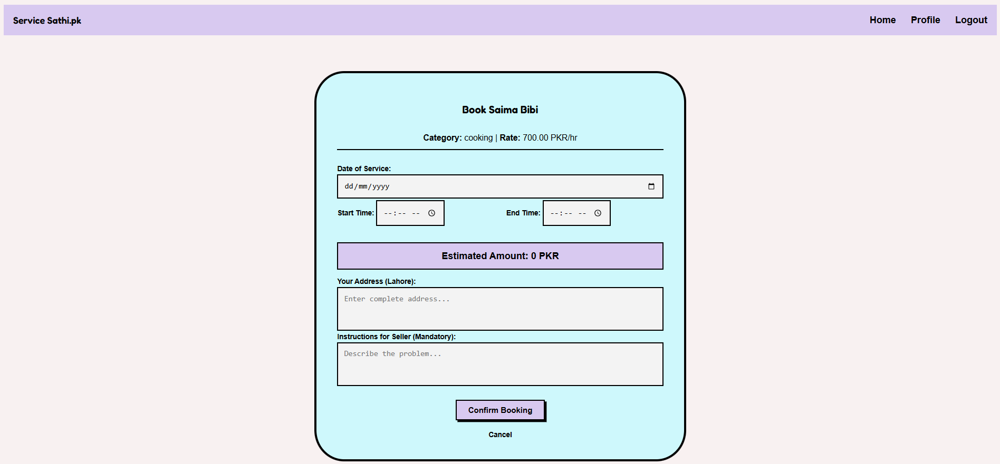 Service Sathi.pk
Home Profile Logout
Book Saima Bibi
Category: cooking | Rate: 700.00 PKR/hr
Date of Service:
dd/mm/yyyy
Start Time: --:-- -- End Time: --:-- --
Estimated Amount: 0 PKR
Your Address (Lahore):
Enter complete address...
Instructions for Seller (Mandatory):
Describe the problem...
Confirm Booking
Cancel